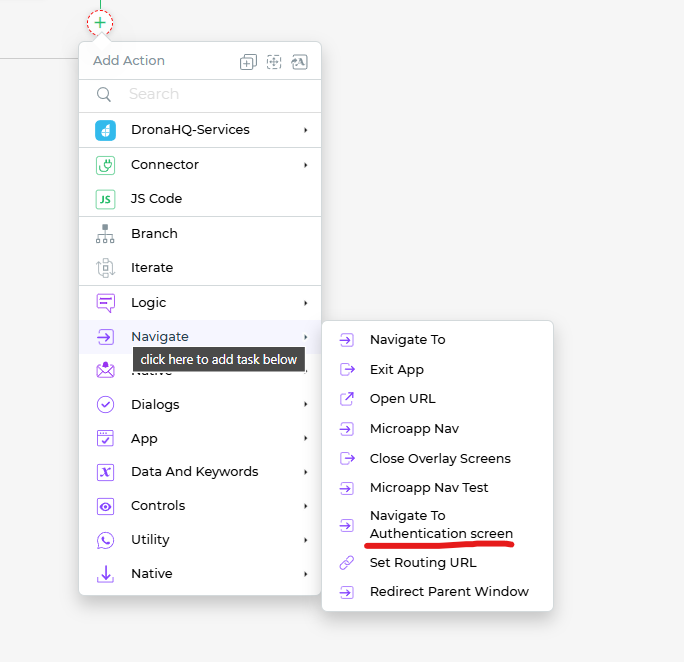 Add Action
Search
DronaHQ-Services
Connector
JS
JS Code
Branch
Iterate
Logic
Navigate
click here to add task below
Native
Dialogs
App
Data And Keywords
Controls
Utility
Native
Navigate To
Exit App
Open URL
Microapp Nav
Close Overlay Screens
Microapp Nav Test
Navigate To
Authentication screen
Set Routing URL
Redirect Parent Window